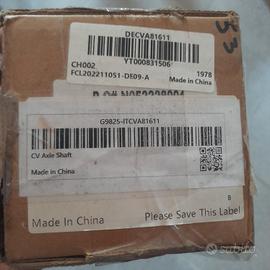 DECVA81611
YT000831506
CH002
FCL202211051-DE09-A
1978
Made in China
G9825-ITCVA81611
CV Axle Shaft
Made in China
B
Made In China
Please Save This Label
subito